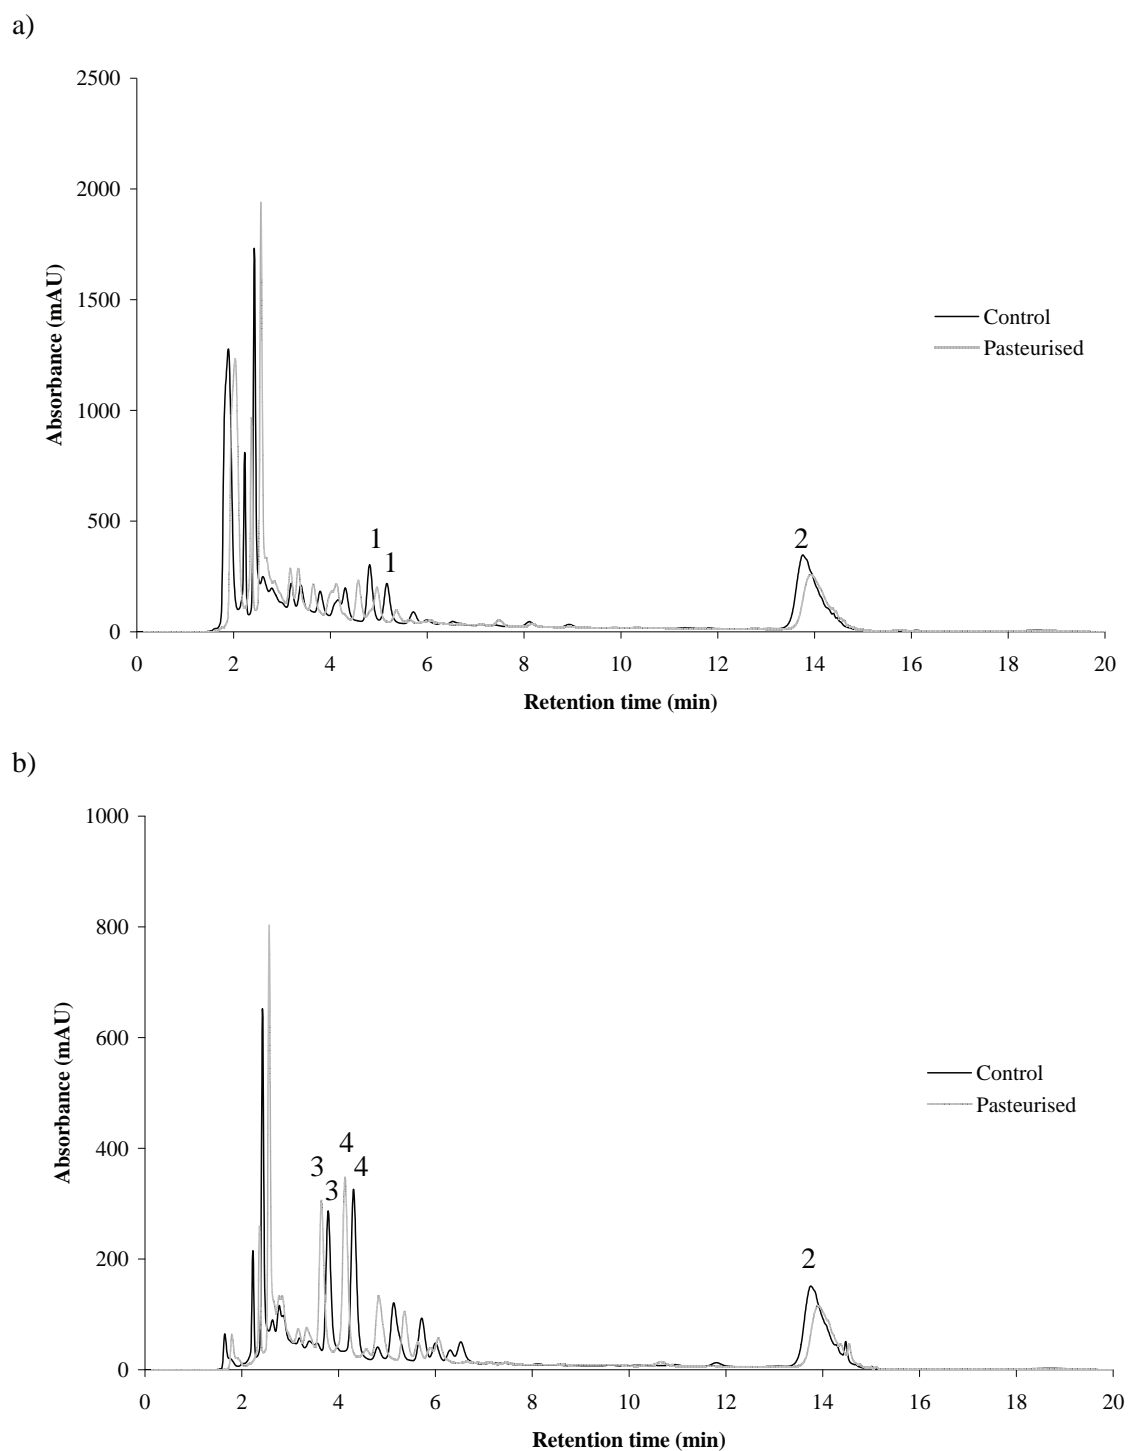 a)
2500
2000
1500
1000
500
0
Absorbance (mAU)
Control
Pasteurised
1
1
2
0 2 4 6 8 10 12 14 16 18 20
Retention time (min)
b)
1000
800
600
400
200
0
Absorbance (mAU)
Control
Pasteurised
4
3 4
3
2
0 2 4 6 8 10 12 14 16 18 20
Retention time (min)